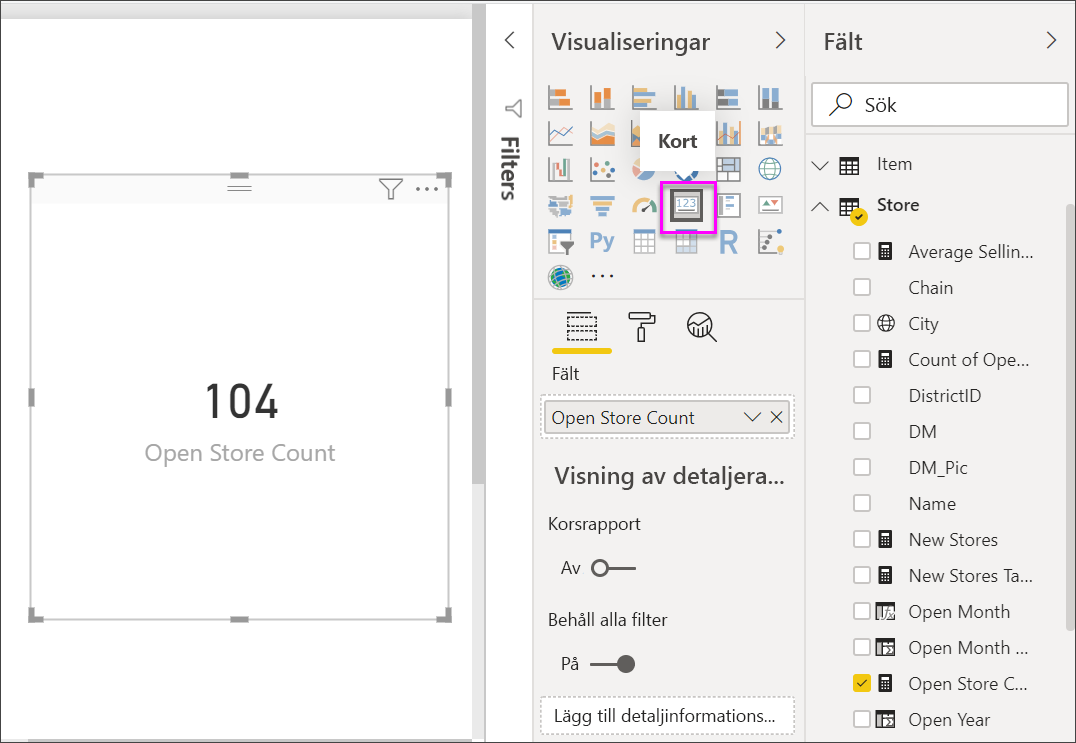 104
Open Store Count
Filters
Visualiseringar
Kort
123
Py
R
Fält
Open Store Count
Visning av detaljera...
Korsrapport
Av
Behåll alla filter
På
Lägg till detaljinformations...
Fält
Sök
Item
Store
Average Sellin...
Chain
City
Count of Ope...
DistrictID
DM
DM_Pic
Name
New Stores
New Stores Ta...
Open Month
Open Month ...
Open Store C...
Open Year